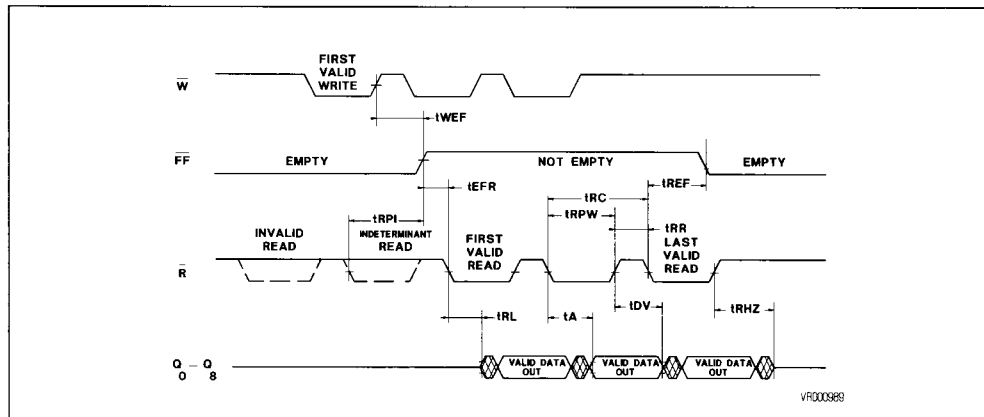 FIRST
VALID
WRITE
W̅
tWEF
F̅F̅
EMPTY
NOT EMPTY
EMPTY
tEFR
tREF
tRC
tRPI
tRPW
INVALID
READ
INDETERMINANT
READ
FIRST
VALID
READ
tRR
LAST
VALID
READ
R̅
tRL
tA
tDV
tRHZ
Q0 – Q8
VALID DATA
OUT
VALID DATA
OUT
VALID DATA
OUT
VR000989